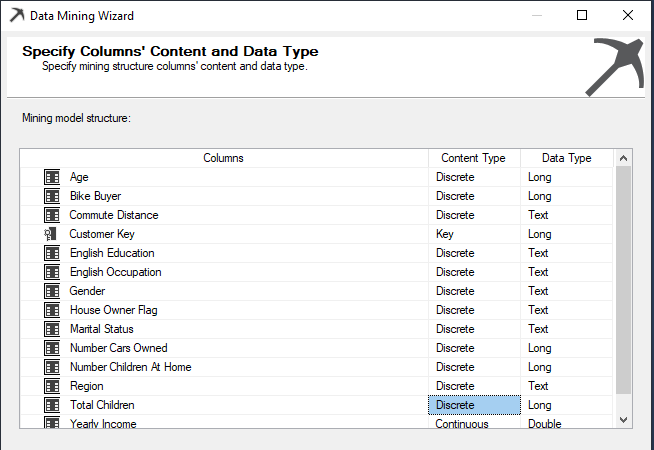 Data Mining Wizard
Specify Columns' Content and Data Type
Specify mining structure columns' content and data type.
Mining model structure:
Columns Content Type Data Type
Age Discrete Long
Bike Buyer Discrete Long
Commute Distance Discrete Text
Customer Key Key Long
English Education Discrete Text
English Occupation Discrete Text
Gender Discrete Text
House Owner Flag Discrete Text
Marital Status Discrete Text
Number Cars Owned Discrete Long
Number Children At Home Discrete Long
Region Discrete Text
Total Children Discrete Long
Yearly Income Continuous Double